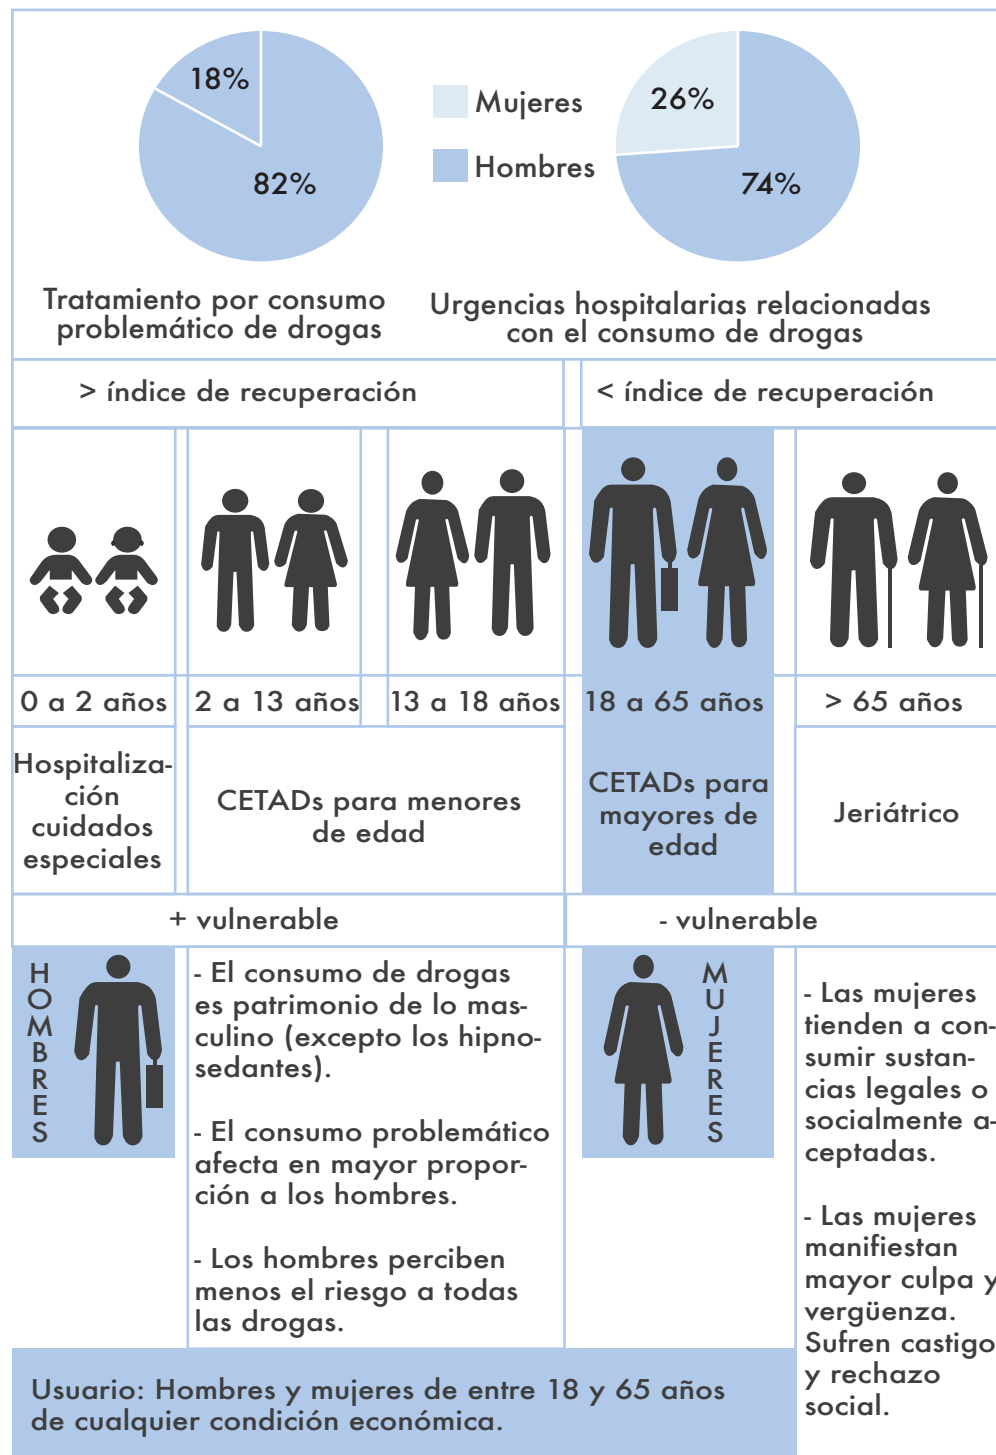 18%
82%
Mujeres
Hombres
26%
74%
Tratamiento por consumo
problemático de drogas
Urgencias hospitalarias relacionadas
con el consumo de drogas
> índice de recuperación
< índice de recuperación
0 a 2 años
2 a 13 años
13 a 18 años
18 a 65 años
> 65 años
Hospitaliza-
ción
cuidados
especiales
CETADs para menores
de edad
CETADs para
mayores de
edad
Jeriátrico
+ vulnerable
- vulnerable
HOMBRES
- El consumo de drogas
es patrimonio de lo mas-
culino (excepto los hipno-
sedantes).
- El consumo problemático
afecta en mayor propor-
ción a los hombres.
- Los hombres perciben
menos el riesgo a todas
las drogas.
MUJERES
- Las mujeres
tienden a con-
sumir sustan-
cias legales o
socialmente a-
ceptadas.
- Las mujeres
manifiestan
mayor culpa y
vergüenza.
Sufren castigo
y rechazo
social.
Usuario: Hombres y mujeres de entre 18 y 65 años
de cualquier condición económica.